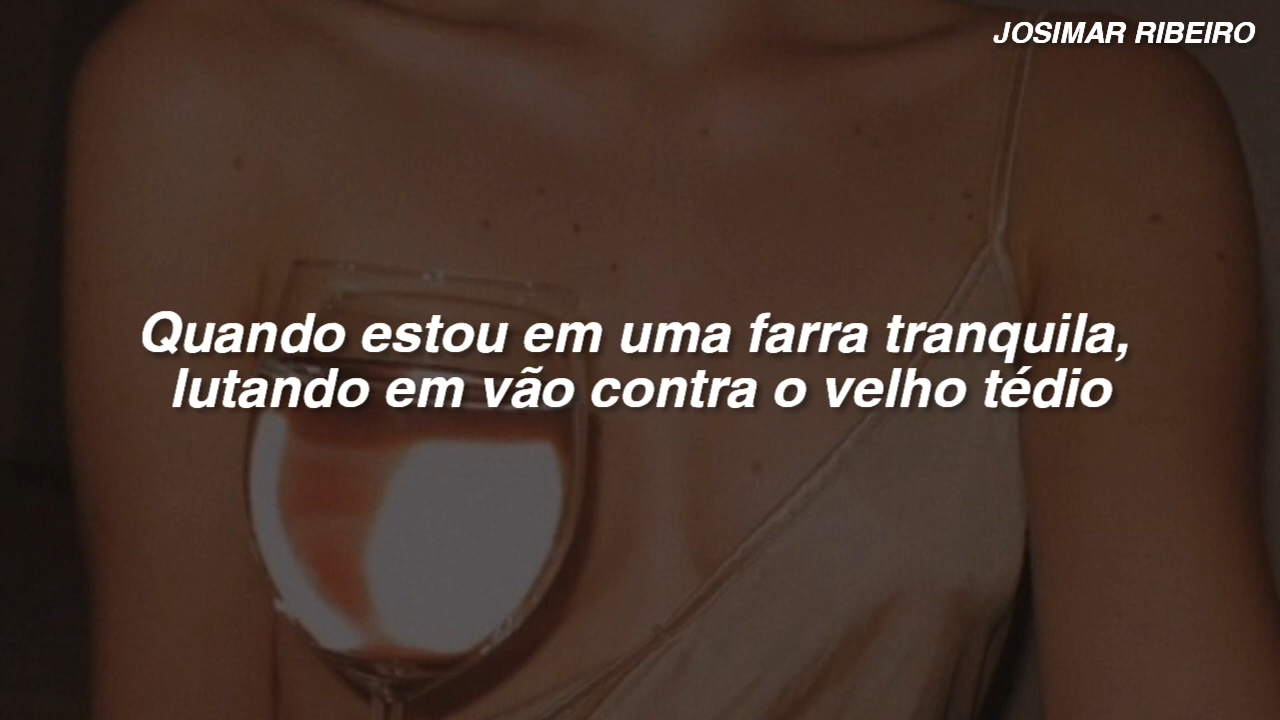 JOSIMAR RIBEIRO
Quando estou em uma farra tranquila,
lutando em vão contra o velho tédio